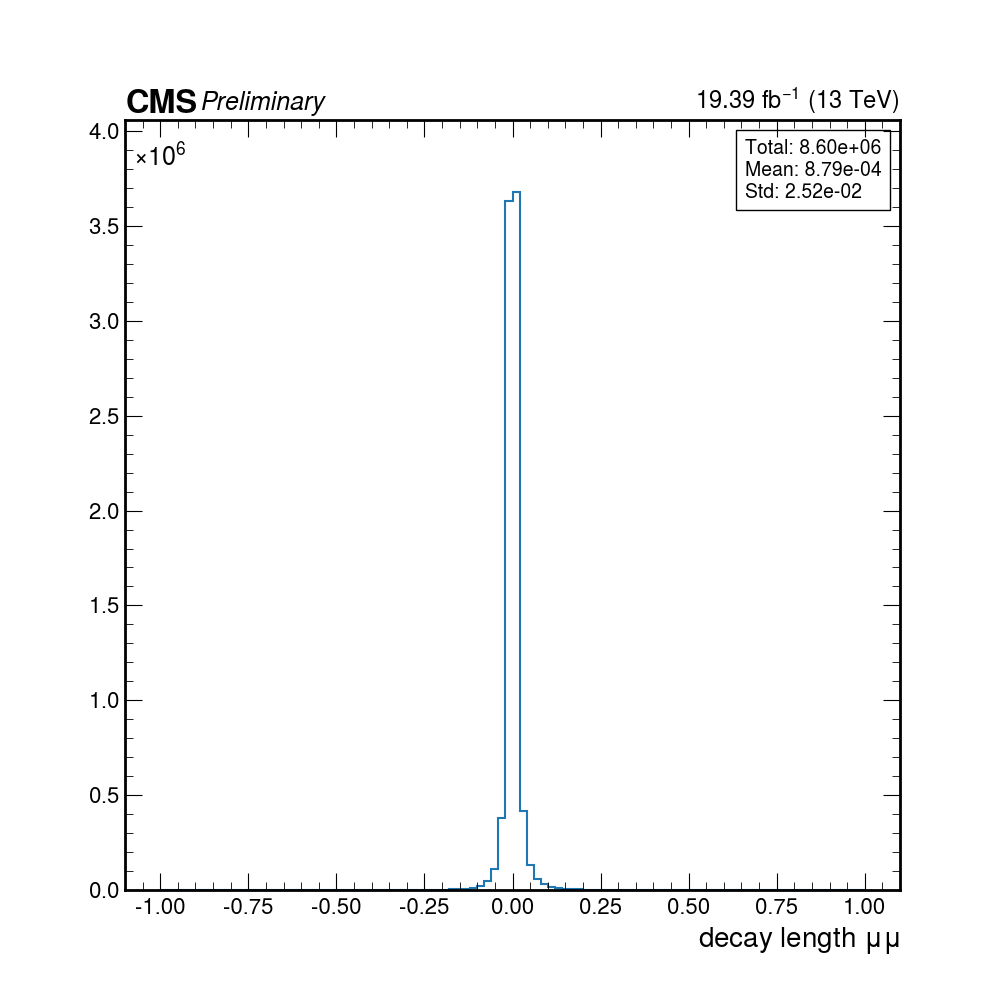 CMS Preliminary 19.39 fb⁻¹ (13 TeV)
×10⁶
Total: 8.60e+06
Mean: 8.79e-04
Std: 2.52e-02
4.0
3.5
3.0
2.5
2.0
1.5
1.0
0.5
0.0
-1.00 -0.75 -0.50 -0.25 0.00 0.25 0.50 0.75 1.00
decay length μμ